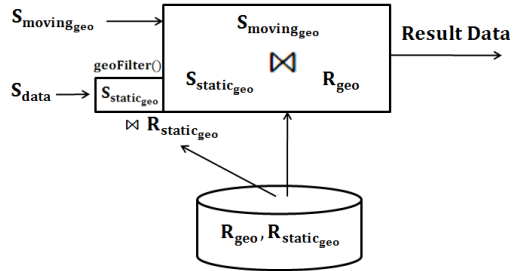 S_moving_geo
S_moving_geo
Result Data
geoFilter()
S_data
S_static_geo
S_static_geo
⋈
R_geo
⋈ R_static_geo
R_geo, R_static_geo